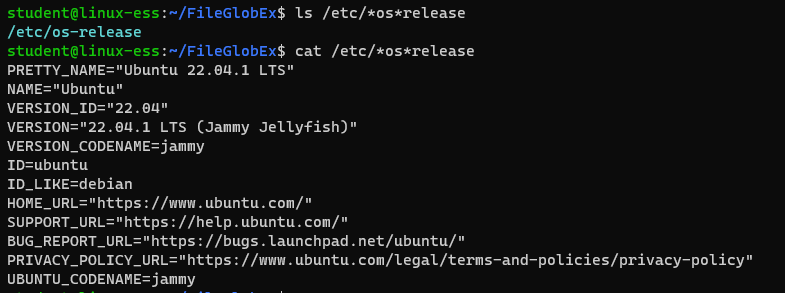 student@linux-ess:~/FileGlobEx$ ls /etc/*os*release
/etc/os-release
student@linux-ess:~/FileGlobEx$ cat /etc/*os*release
PRETTY_NAME="Ubuntu 22.04.1 LTS"
NAME="Ubuntu"
VERSION_ID="22.04"
VERSION="22.04.1 LTS (Jammy Jellyfish)"
VERSION_CODENAME=jammy
ID=ubuntu
ID_LIKE=debian
HOME_URL="https://www.ubuntu.com/"
SUPPORT_URL="https://help.ubuntu.com/"
BUG_REPORT_URL="https://bugs.launchpad.net/ubuntu/"
PRIVACY_POLICY_URL="https://www.ubuntu.com/legal/terms-and-policies/privacy-policy"
UBUNTU_CODENAME=jammy